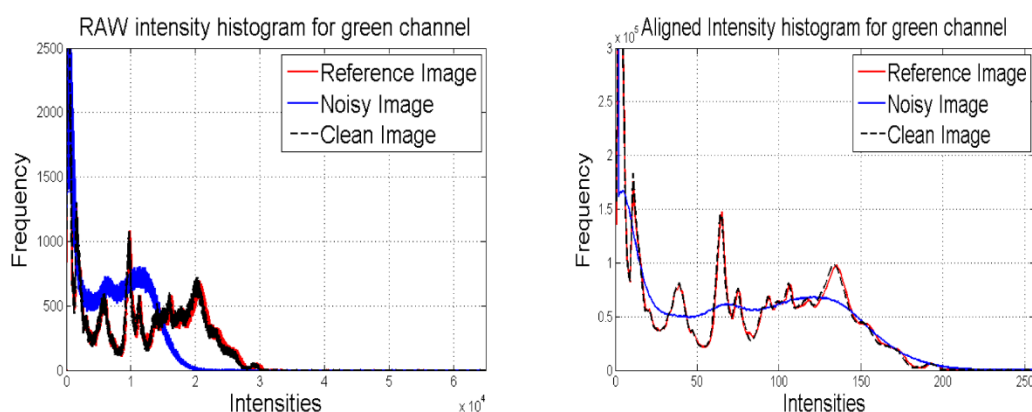 RAW intensity histogram for green channel
2500
2000
1500
1000
500
0
Frequency
Reference Image
Noisy Image
Clean Image
0 1 2 3 4 5 6
x 10^4
Intensities
Aligned Intensity histogram for green channel
x 10^5
3
2.5
2
1.5
1
0.5
0
Frequency
Reference Image
Noisy Image
Clean Image
0 50 100 150 200 250
Intensities